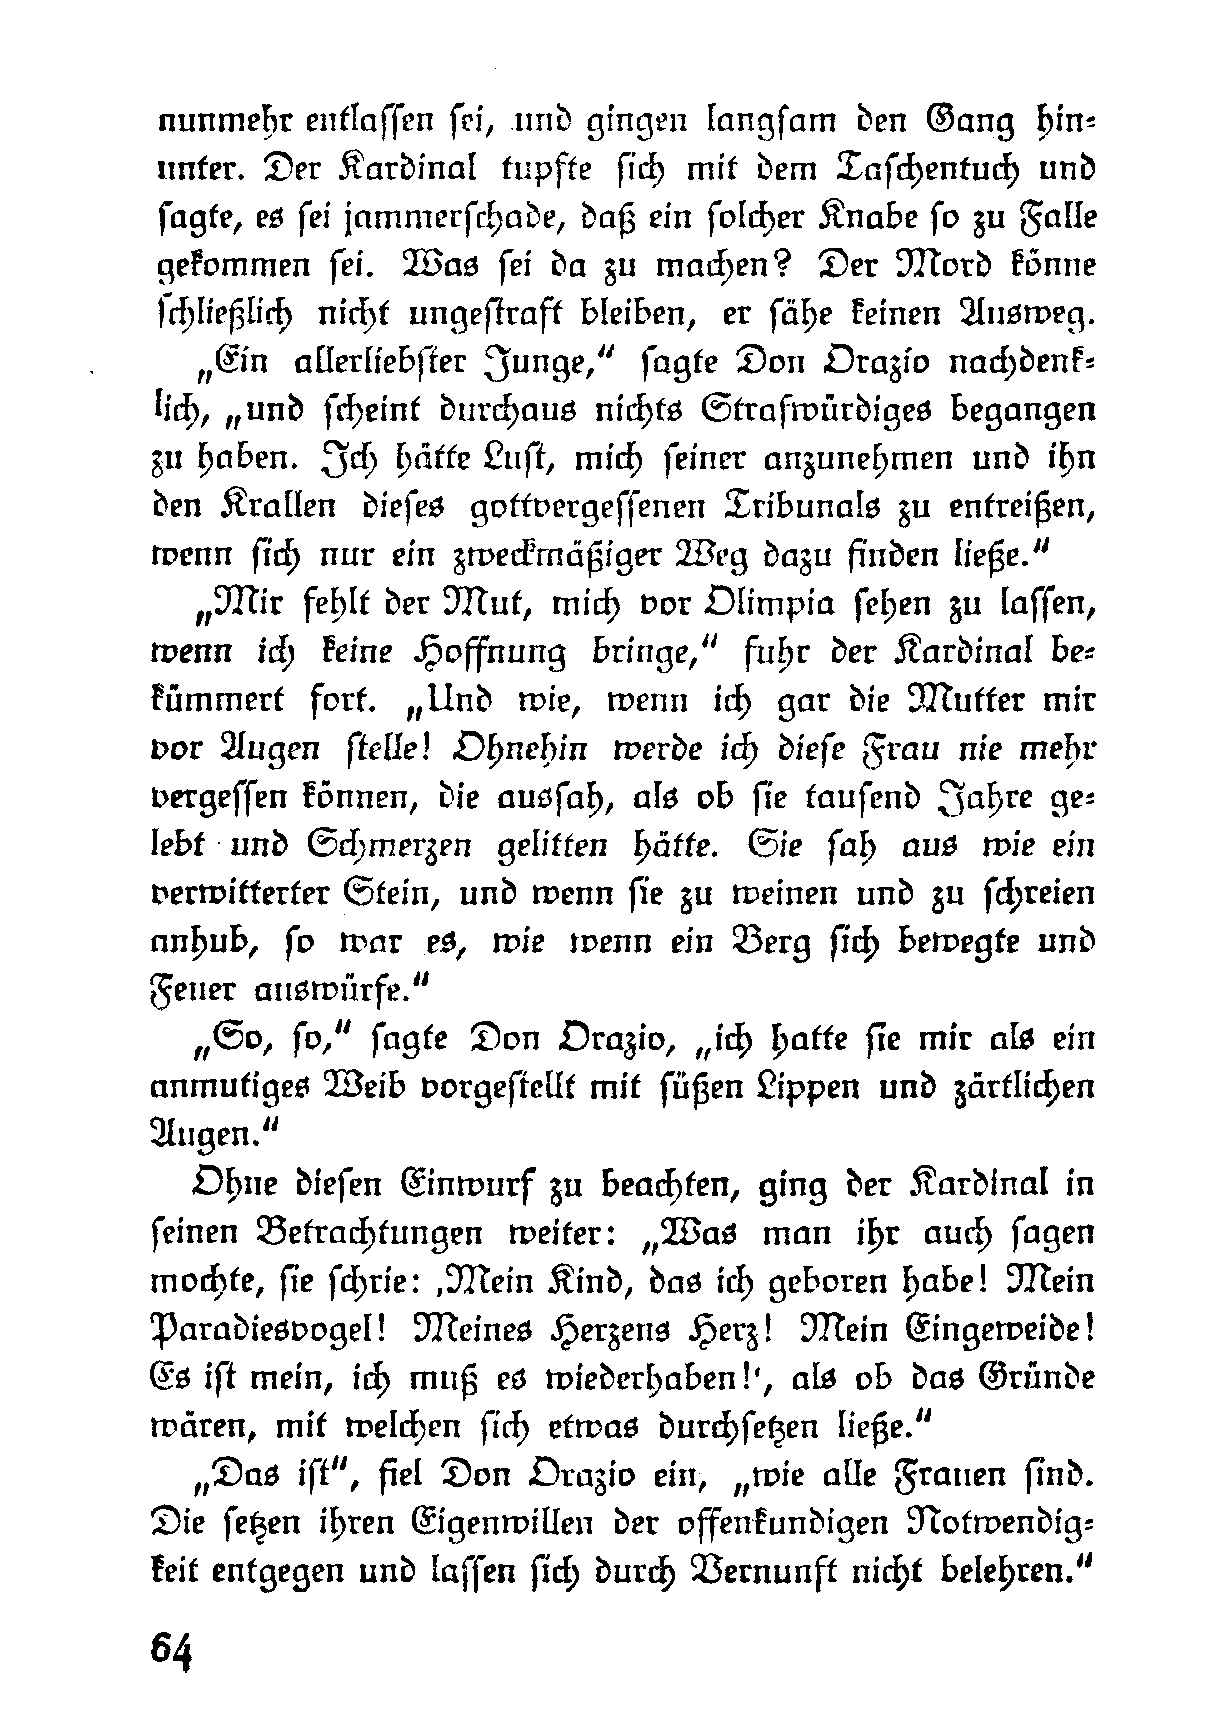 nunmehr entlassen sei, und gingen langsam den Gang hin-
unter. Der Kardinal tupfte sich mit dem Taschentuch und
sagte, es sei jammerschade, daß ein solcher Knabe so zu Falle
gekommen sei. Was sei da zu machen? Der Mord könne
schließlich nicht ungestraft bleiben, er sähe keinen Ausweg.
„Ein allerliebster Junge,“ sagte Don Orazio nachdenk-
lich, „und scheint durchaus nichts Strafwürdiges begangen
zu haben. Ich hätte Lust, mich seiner anzunehmen und ihn
den Krallen dieses gottvergessenen Tribunals zu entreißen,
wenn sich nur ein zweckmäßiger Weg dazu finden ließe.“
„Mir fehlt der Mut, mich vor Olimpia sehen zu lassen,
wenn ich keine Hoffnung bringe,“ fuhr der Kardinal be-
kümmert fort. „Und wie, wenn ich gar die Mutter mir
vor Augen stelle! Ohnehin werde ich diese Frau nie mehr
vergessen können, die aussah, als ob sie tausend Jahre ge-
lebt und Schmerzen gelitten hätte. Sie sah aus wie ein
verwitterter Stein, und wenn sie zu weinen und zu schreien
anhub, so war es, wie wenn ein Berg sich bewegte und
Feuer auswürfe.“
„So, so,“ sagte Don Orazio, „ich hatte sie mir als ein
anmutiges Weib vorgestellt mit süßen Lippen und zärtlichen
Augen.“
Ohne diesen Einwurf zu beachten, ging der Kardinal in
seinen Betrachtungen weiter: „Was man ihr auch sagen
mochte, sie schrie: ‚Mein Kind, das ich geboren habe! Mein
Paradiesvogel! Meines Herzens Herz! Mein Eingeweide!
Es ist mein, ich muß es wiederhaben!‘, als ob das Gründe
wären, mit welchen sich etwas durchsetzen ließe.“
„Das ist“, fiel Don Orazio ein, „wie alle Frauen sind.
Die setzen ihren Eigenwillen der offenkundigen Notwendig-
keit entgegen und lassen sich durch Vernunft nicht belehren.“
64